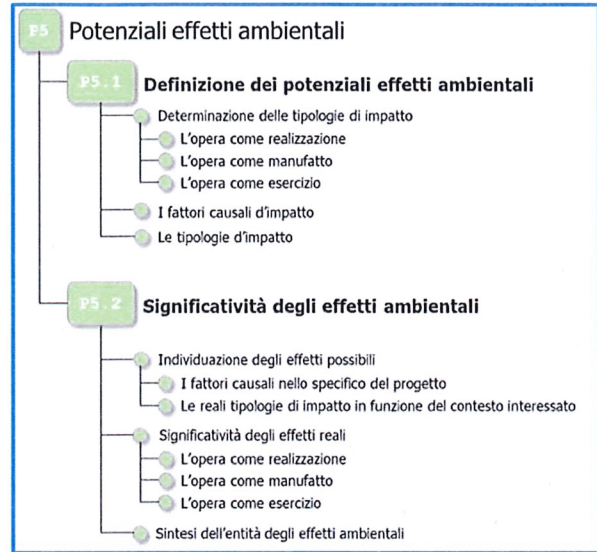 P5 Potenziali effetti ambientali
P5.1 Definizione dei potenziali effetti ambientali
Determinazione delle tipologie di impatto
L'opera come realizzazione
L'opera come manufatto
L'opera come esercizio
I fattori causali d'impatto
Le tipologie d'impatto
P5.2 Significatività degli effetti ambientali
Individuazione degli effetti possibili
I fattori causali nello specifico del progetto
Le reali tipologie di impatto in funzione del contesto interessato
Significatività degli effetti reali
L'opera come realizzazione
L'opera come manufatto
L'opera come esercizio
Sintesi dell'entità degli effetti ambientali